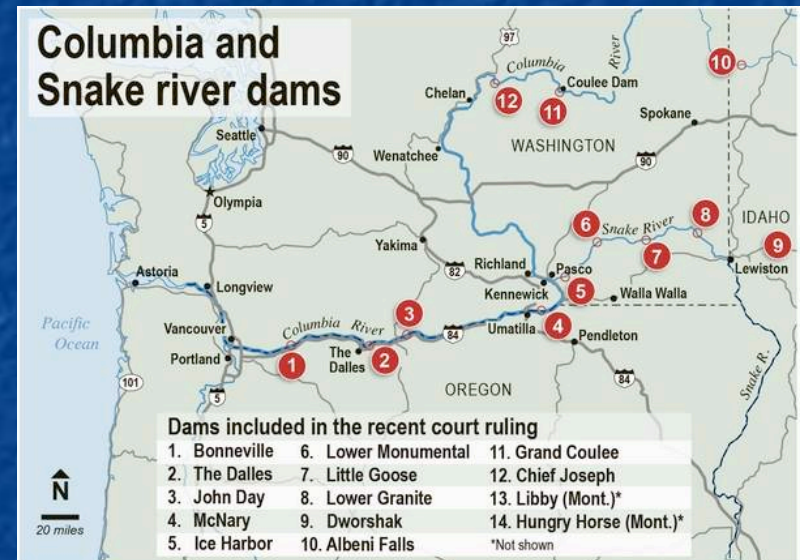 Columbia and
Snake river dams
97
Columbia
River
10
Chelan
Coulee Dam
12
11
Spokane
Seattle
90
Wenatchee
WASHINGTON
90
Olympia
5
6
Snake River
8
IDAHO
7
9
Yakima
82
Richland
Pasco
Lewiston
Astoria
Longview
Kennewick
5
Walla Walla
3
Pacific
Ocean
Vancouver
Columbia River
84
Umatilla
4
Pendleton
Portland
1
The
Dalles
2
101
5
OREGON
84
Snake R.
Dams included in the recent court ruling
1. Bonneville 6. Lower Monumental 11. Grand Coulee
2. The Dalles 7. Little Goose 12. Chief Joseph
3. John Day 8. Lower Granite 13. Libby (Mont.)*
4. McNary 9. Dworshak 14. Hungry Horse (Mont.)*
5. Ice Harbor 10. Albeni Falls *Not shown
N
20 miles